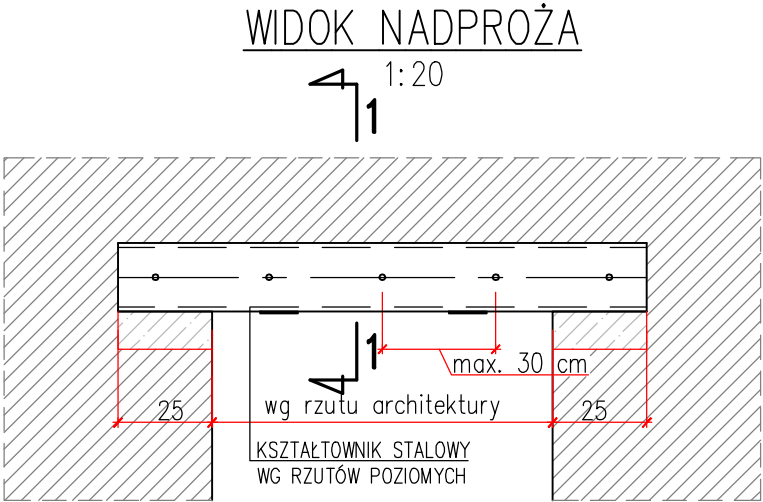 WIDOK NADPROŻA
1:20
1
1
max. 30 cm
25
wg rzutu architektury
25
KSZTAŁTOWNIK STALOWY
WG RZUTÓW POZIOMYCH